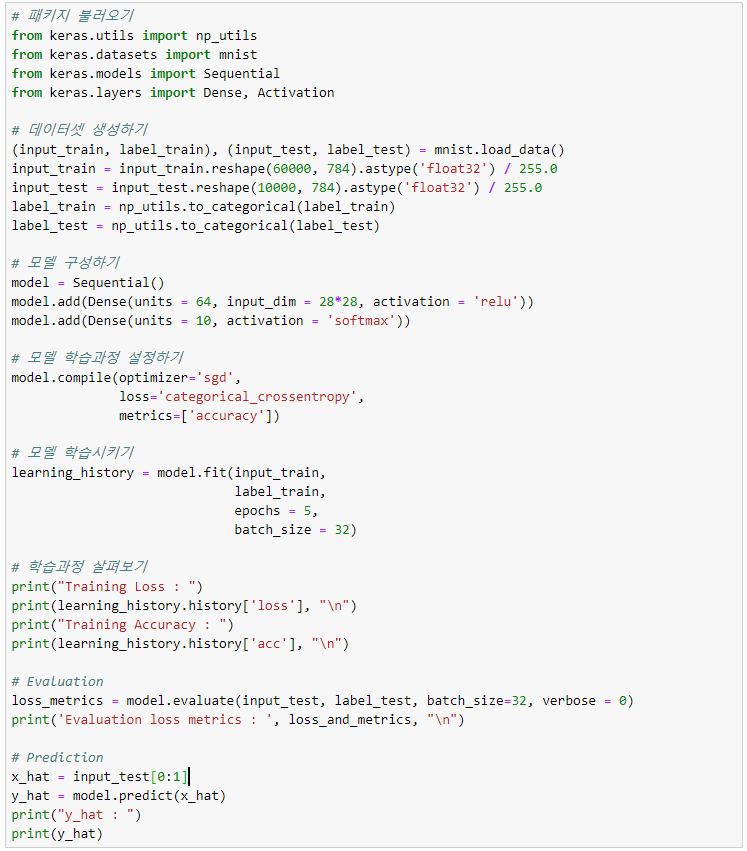 # 패키지 불러오기
from keras.utils import np_utils
from keras.datasets import mnist
from keras.models import Sequential
from keras.layers import Dense, Activation

# 데이터셋 생성하기
(input_train, label_train), (input_test, label_test) = mnist.load_data()
input_train = input_train.reshape(60000, 784).astype('float32') / 255.0
input_test = input_test.reshape(10000, 784).astype('float32') / 255.0
label_train = np_utils.to_categorical(label_train)
label_test = np_utils.to_categorical(label_test)

# 모델 구성하기
model = Sequential()
model.add(Dense(units = 64, input_dim = 28*28, activation = 'relu'))
model.add(Dense(units = 10, activation = 'softmax'))

# 모델 학습과정 설정하기
model.compile(optimizer='sgd',
              loss='categorical_crossentropy',
              metrics=['accuracy'])

# 모델 학습시키기
learning_history = model.fit(input_train,
                             label_train,
                             epochs = 5,
                             batch_size = 32)

# 학습과정 살펴보기
print("Training Loss : ")
print(learning_history.history['loss'], "\n")
print("Training Accuracy : ")
print(learning_history.history['acc'], "\n")

# Evaluation
loss_metrics = model.evaluate(input_test, label_test, batch_size=32, verbose = 0)
print('Evaluation loss metrics : ', loss_and_metrics, "\n")

# Prediction
x_hat = input_test[0:1]
y_hat = model.predict(x_hat)
print("y_hat : ")
print(y_hat)